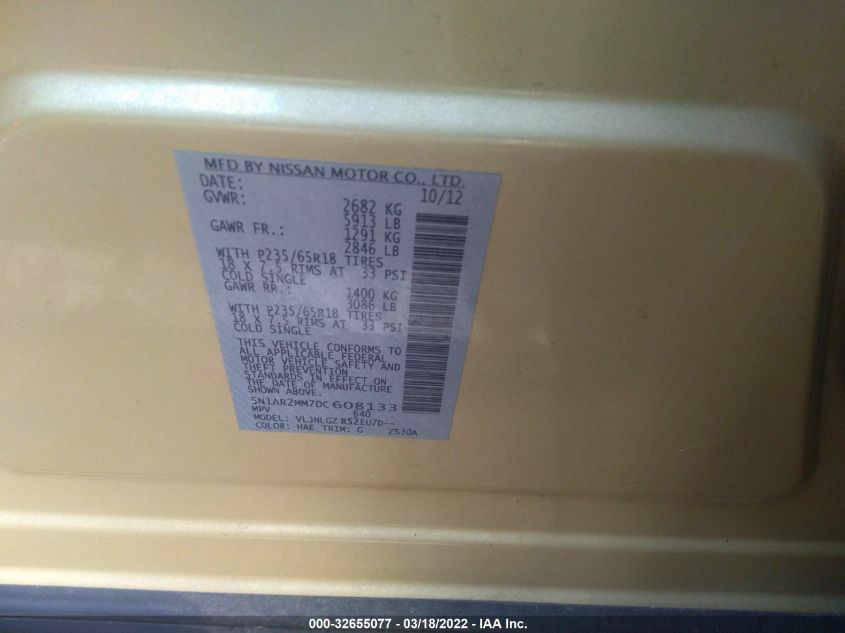 MFD BY NISSAN MOTOR CO., LTD.
DATE: 10/12
GVWR: 2682 KG
5913 LB
GAWR FR.: 1291 KG
2846 LB
WITH P235/65R18 TIRES
18 X 7.5 RIMS AT 33 PSI
COLD SINGLE
GAWR RR.: 1400 KG
3086 LB
WITH P235/65R18 TIRES
18 X 7.5 RIMS AT 33 PSI
COLD SINGLE
THIS VEHICLE CONFORMS TO
ALL APPLICABLE FEDERAL
MOTOR VEHICLE SAFETY AND
THEFT PREVENTION
STANDARDS IN EFFECT ON
THE DATE OF MANUFACTURE
SHOWN ABOVE.
5N1AR2MM7DC608133
MPV 640
MODEL: VLJNLGZ R52EU7D--
COLOR: HAE TRIM: G ZS30A
000-32655077 - 03/18/2022 - IAA Inc.